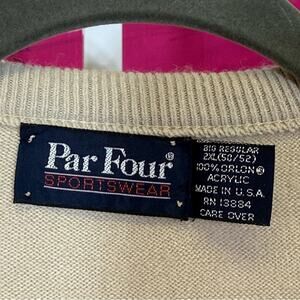 Par Four®
SPORTSWEAR
BIG REGULAR
2XL(50/52)
100% ORLON®
ACRYLIC
MADE IN U.S.A.
RN 13884
CARE OVER